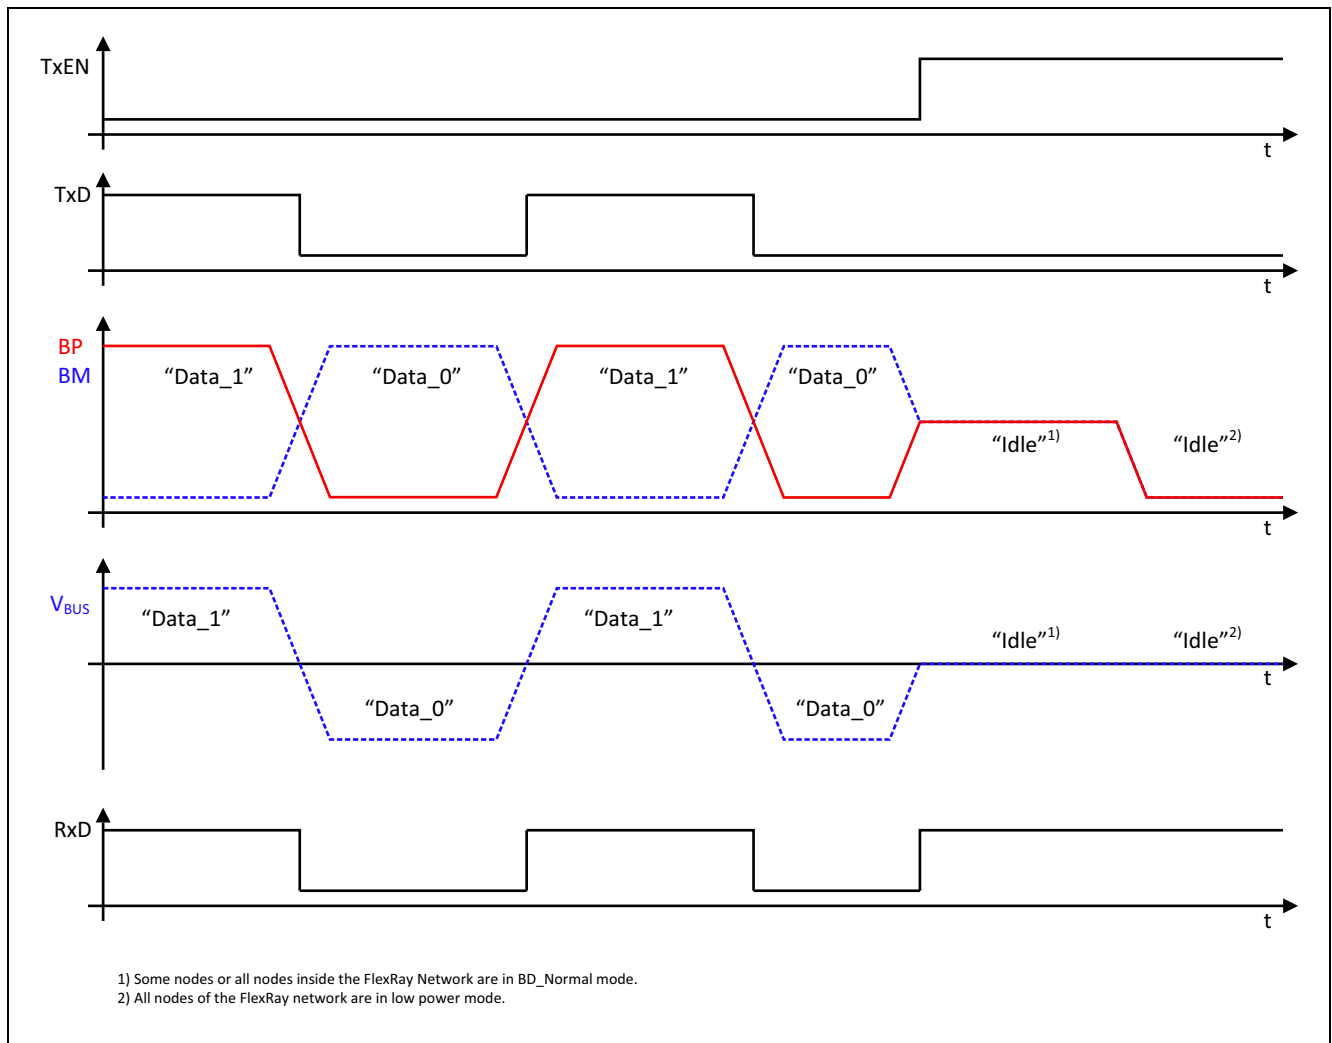 TxEN
t
TxD
t
BP
BM
“Data_1” “Data_0” “Data_1” “Data_0”
“Idle”1) “Idle”2)
t
VBUS
“Data_1” “Data_1”
“Idle”1) “Idle”2)
t
“Data_0” “Data_0”
RxD
t
1) Some nodes or all nodes inside the FlexRay Network are in BD_Normal mode.
2) All nodes of the FlexRay network are in low power mode.